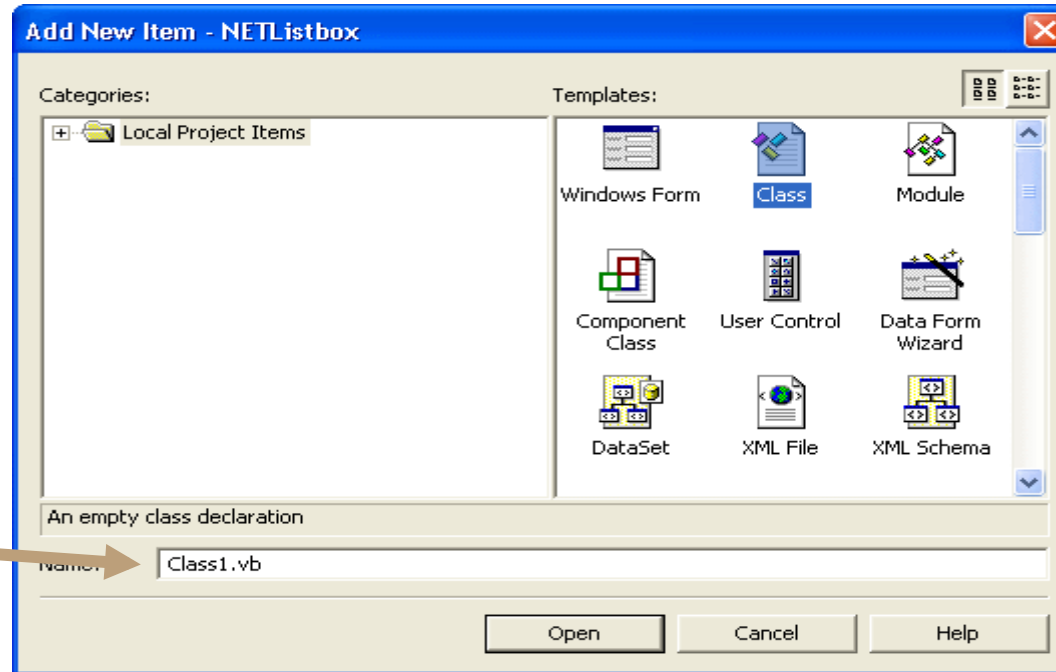 Add New Item - NETListbox
Categories:
Templates:
Local Project Items
Windows Form
Class
Module
Component
Class
User Control
Data Form
Wizard
DataSet
XML File
XML Schema
An empty class declaration
Name:
Class1.vb
Open
Cancel
Help